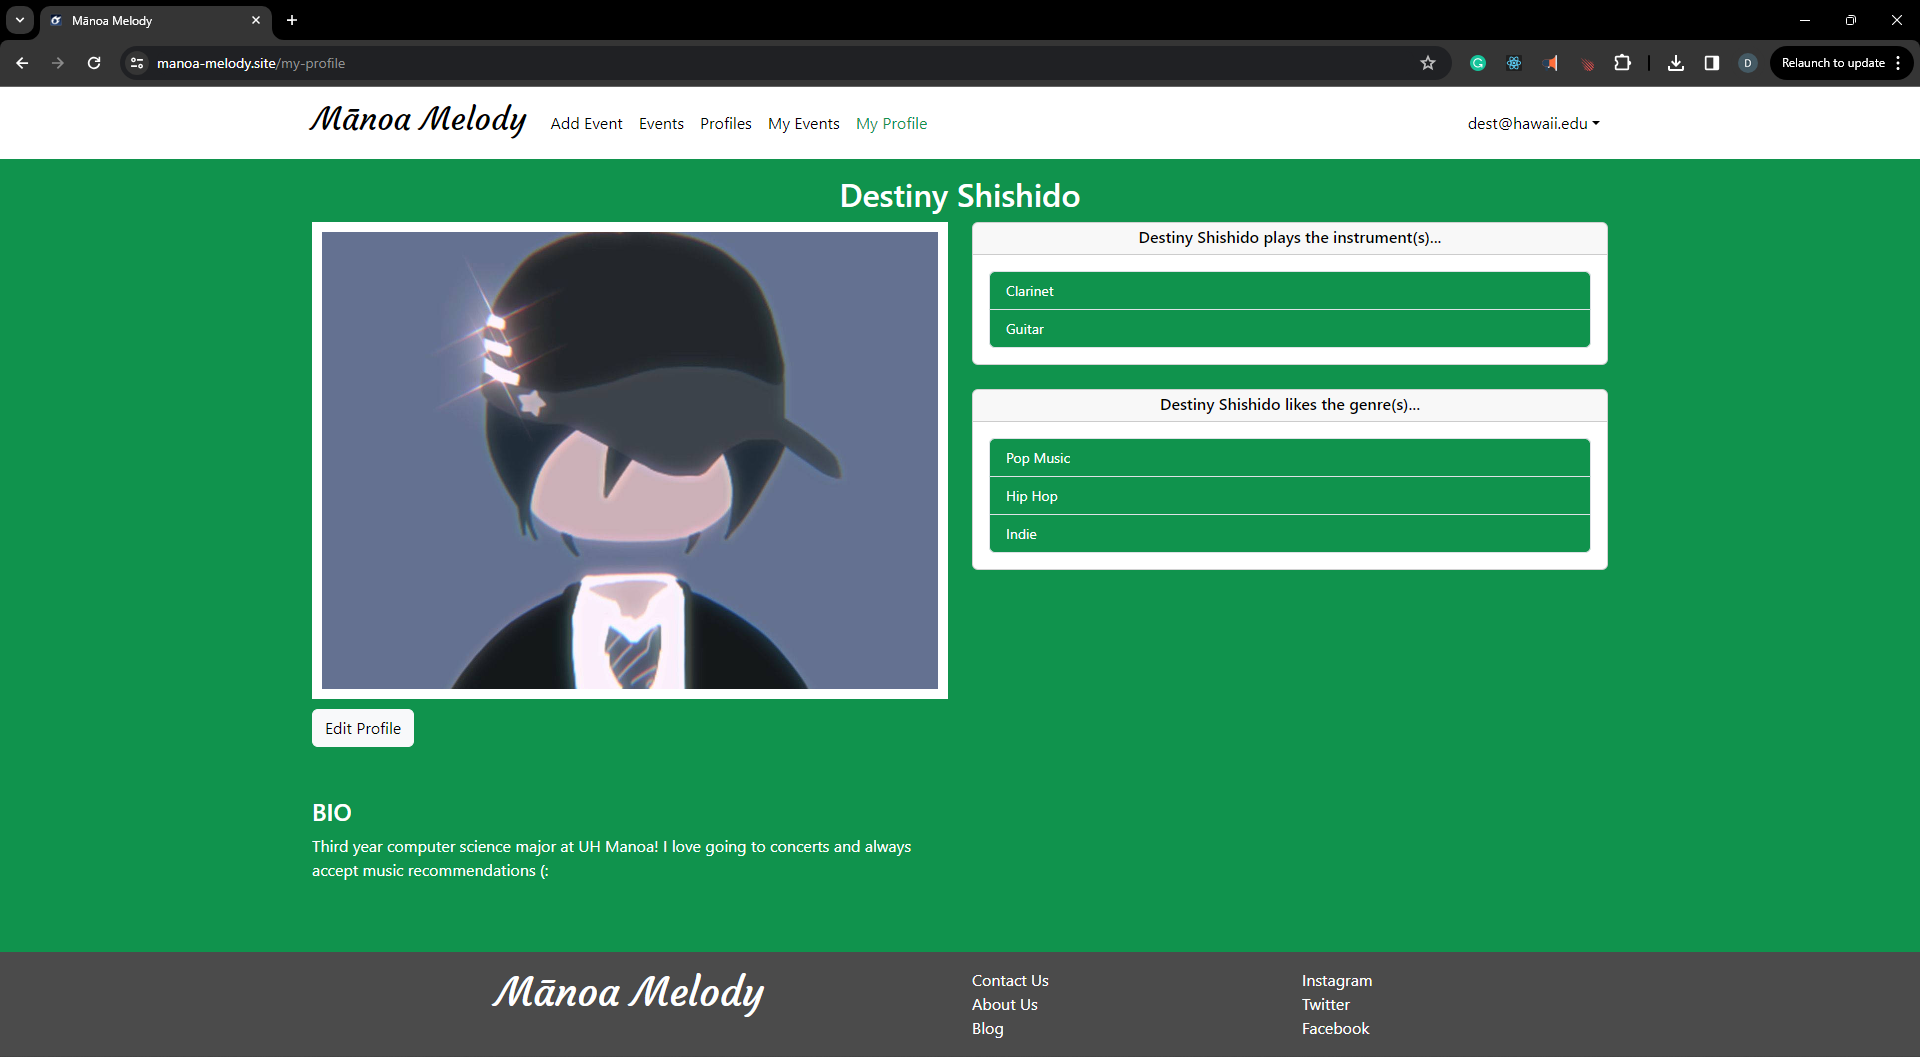 Mānoa Melody
manoa-melody.site/my-profile
Relaunch to update
D
Mānoa Melody
Add Event
Events
Profiles
My Events
My Profile
dest@hawaii.edu
Destiny Shishido
Destiny Shishido plays the instrument(s)...
Clarinet
Guitar
Destiny Shishido likes the genre(s)...
Pop Music
Hip Hop
Indie
Edit Profile
BIO
Third year computer science major at UH Manoa! I love going to concerts and always
accept music recommendations (:
Mānoa Melody
Contact Us
About Us
Blog
Instagram
Twitter
Facebook